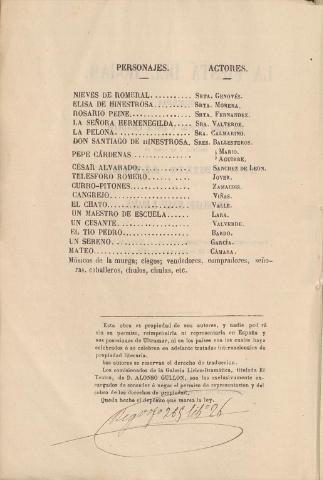 PERSONAJES. ACTORES.
NIEVES DE ROMERAL........... SRTA. GENOVÉS.
ELISA DE HINESTROSA.......... SRTA. MORERA.
ROSARIO PEINE................ SRTA. FERNANDEZ.
LA SEÑORA HERMENEGILDA... SRA. VALVERDE.
LA PELONA.................... SRA. CALMARINO.
DON SANTIAGO DE HINESTROSA. SRES. BALLESTEROS.
PEPE CÁRDENAS................ MARIO.
AGUIRRE.
CÉSAR ALVARADO............... SANCHEZ DE LEON.
TELESFORO ROMERO............. JOVER.
CURRO-PITONES................ ZAMACOIS.
CANGREJO..................... VIÑAS.
EL CHATO..................... VALLE.
UN MAESTRO DE ESCUELA...... LARA.
UN CESANTE................... VALVERDE.
EL TIO PEDRO................. BARDO.
UN SERENO.................... GARCÍA.
MATEO........................ CÁMARA.
Músicos de la murga; ciegos; vendedores, compradores, seño-
ras, caballeros, chulos, chulas, etc.
Esta obra es propiedad de sus autores, y nadie podrá
sin su permiso, reimprimirla ni representarla en España y
sus posesiones de Ultramar, ni en los países con los cuales haya
celebrados ó se celebren en adelante tratados internacionales de
propiedad literaria.
Los autores se reservan el derecho de traduccion.
Los comisionados de la Galería Lírico-Dramática, titulada El
Teatro, de D. ALONSO GULLON, son los exclusivamente en-
cargados de conceder ó negar el permiso de representacion y del
cobro de los derechos de propiedad.
Queda hecho el depósito que marca la ley.